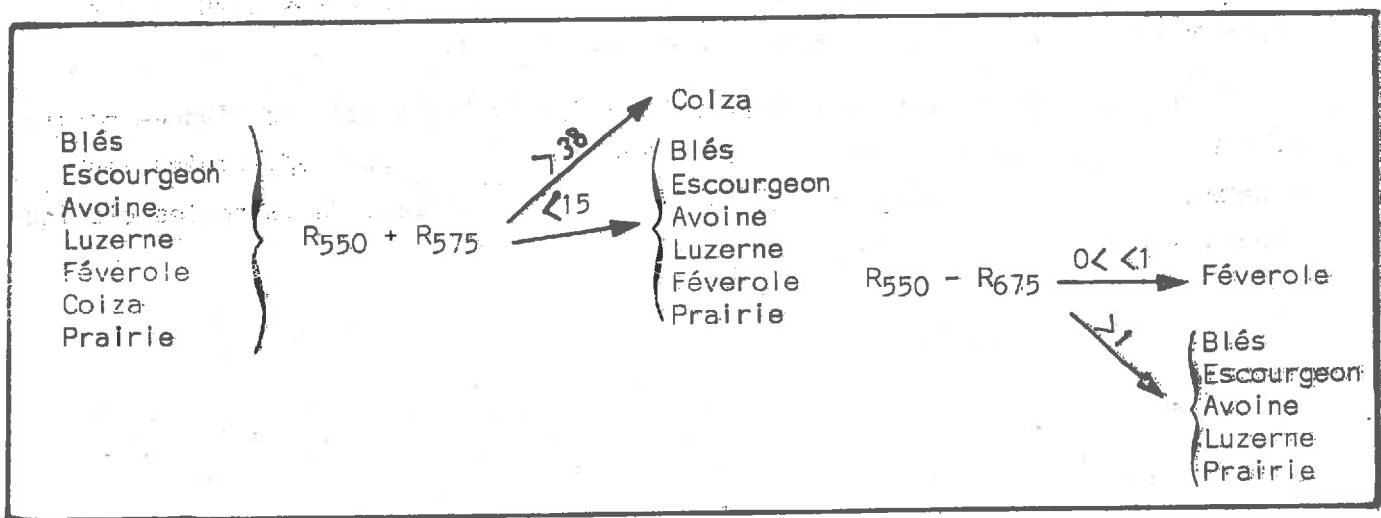 Blés
Escourgeon
Avoine
Luzerne
Féverole
Colza
Prairie
R550 + R575
>38
Colza
<15
Blés
Escourgeon
Avoine
Luzerne
Féverole
Prairie
R550 - R675
0< <1
Féverole
>1
Blés
Escourgeon
Avoine
Luzerne
Prairie